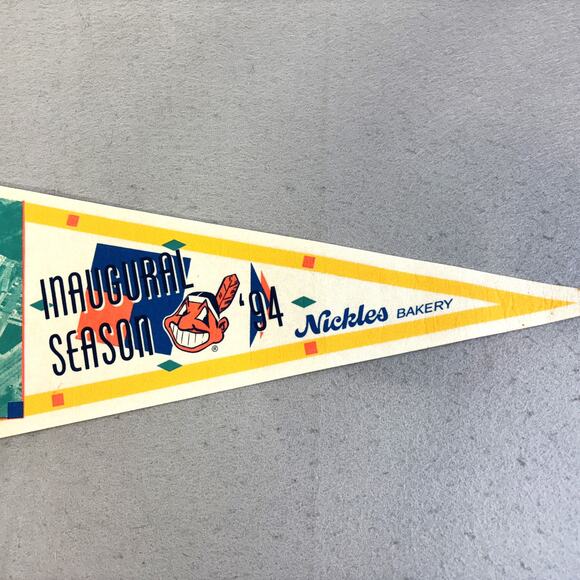 INAUGURAL
SEASON '94
Nickles BAKERY
®